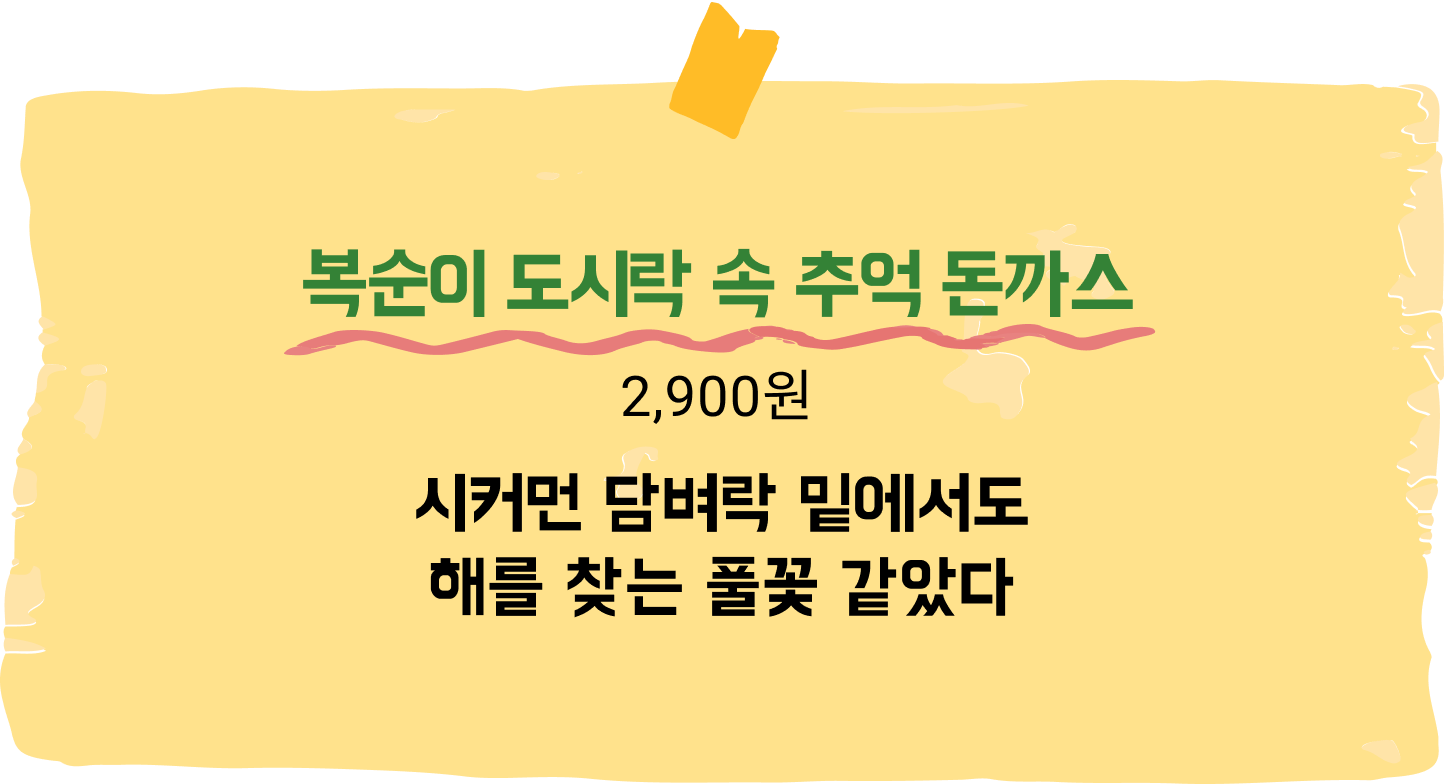 복순이 도시락 속 추억 돈까스
2,900원
시커먼 담벼락 밑에서도
해를 찾는 풀꽃 같았다